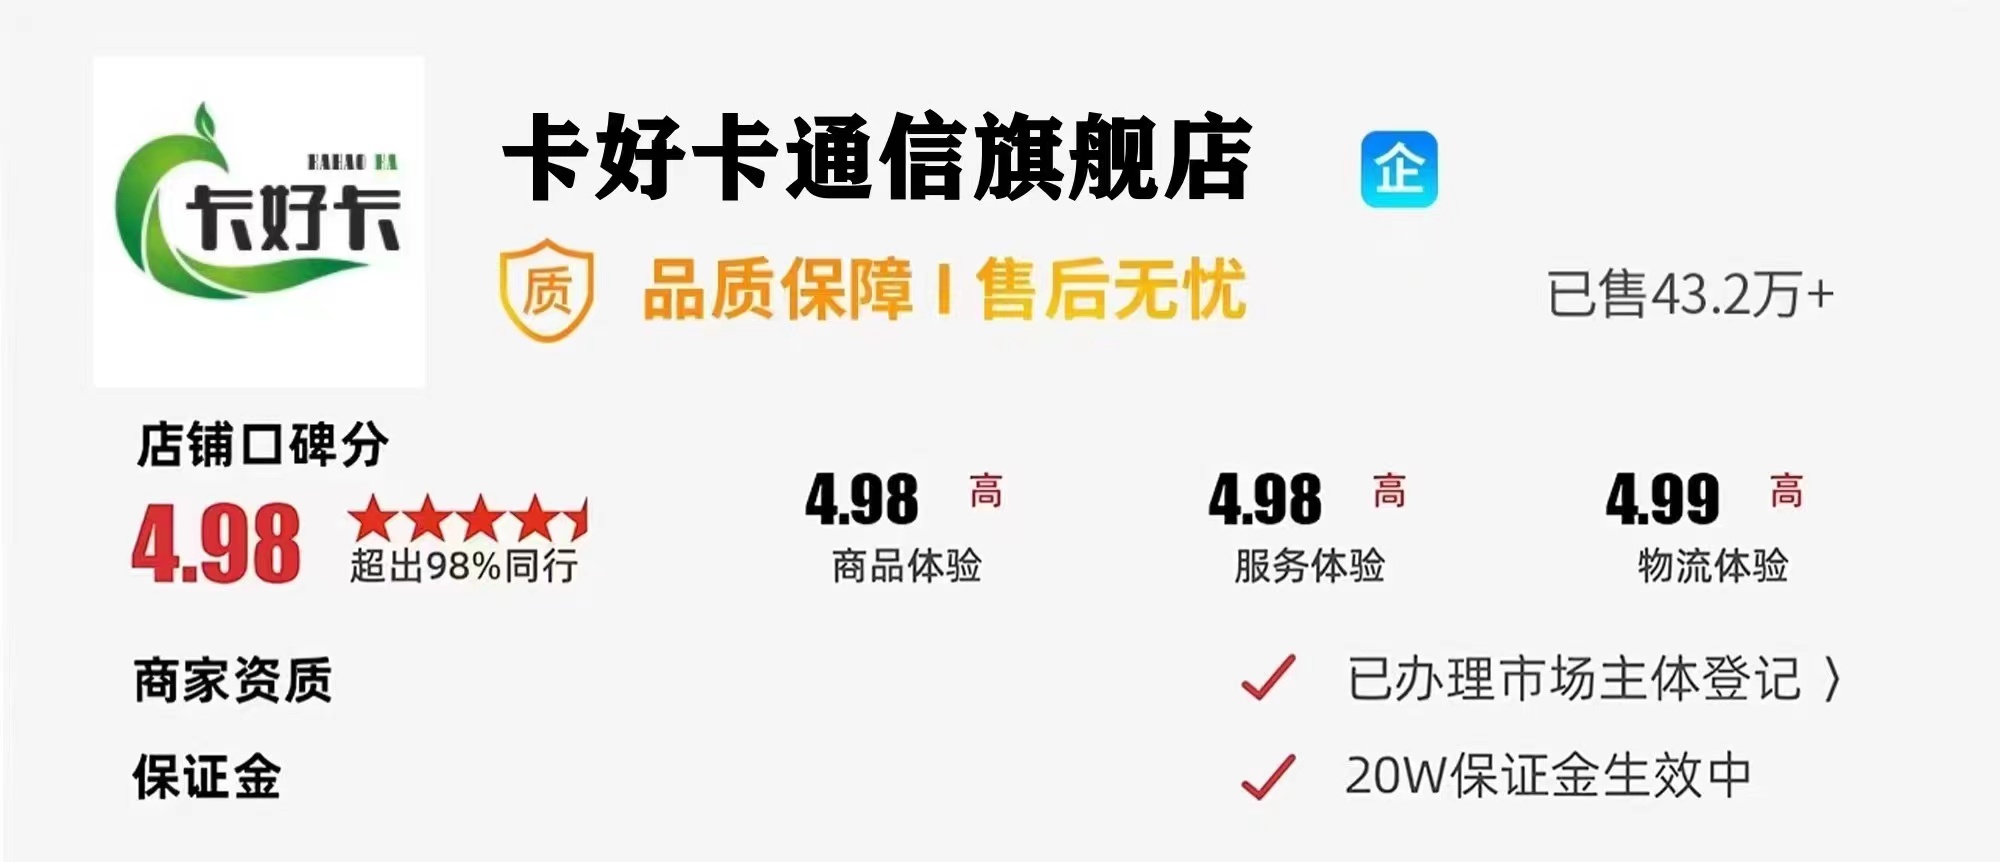 KAHAO KA
卡好卡
卡好卡通信旗舰店
企
质
品质保障 I 售后无忧
已售43.2万+
店铺口碑分
4.98
超出98%同行
4.98 高
商品体验
4.98 高
服务体验
4.99 高
物流体验
商家资质
已办理市场主体登记 〉
保证金
20W保证金生效中